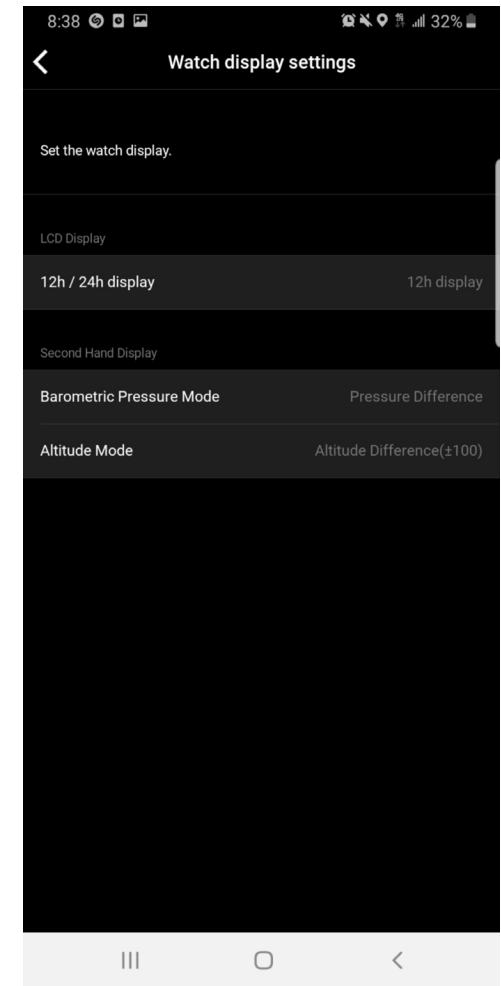 8:38 32%
Watch display settings
Set the watch display.
LCD Display
12h / 24h display 12h display
Second Hand Display
Barometric Pressure Mode Pressure Difference
Altitude Mode Altitude Difference(±100)